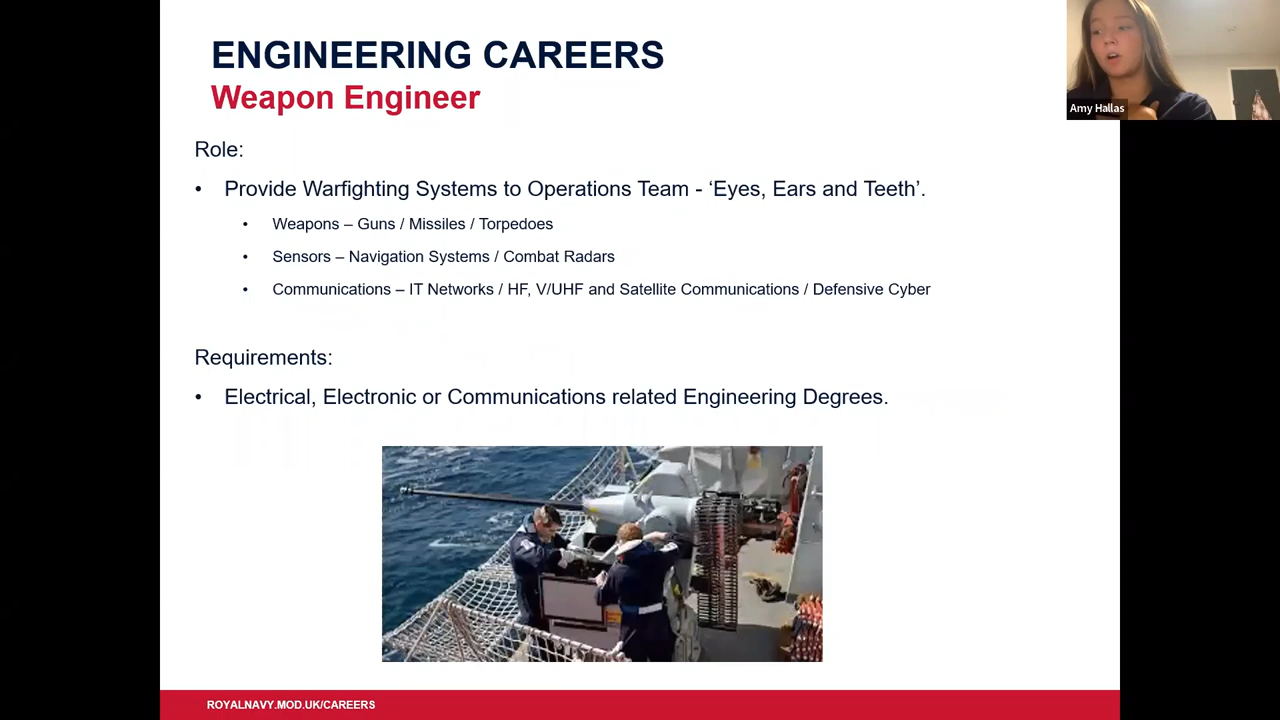 ENGINEERING CAREERS
Weapon Engineer
Amy Hallas
Role:
• Provide Warfighting Systems to Operations Team - ‘Eyes, Ears and Teeth’.
• Weapons – Guns / Missiles / Torpedoes
• Sensors – Navigation Systems / Combat Radars
• Communications – IT Networks / HF, V/UHF and Satellite Communications / Defensive Cyber
Requirements:
• Electrical, Electronic or Communications related Engineering Degrees.
ROYALNAVY.MOD.UK/CAREERS